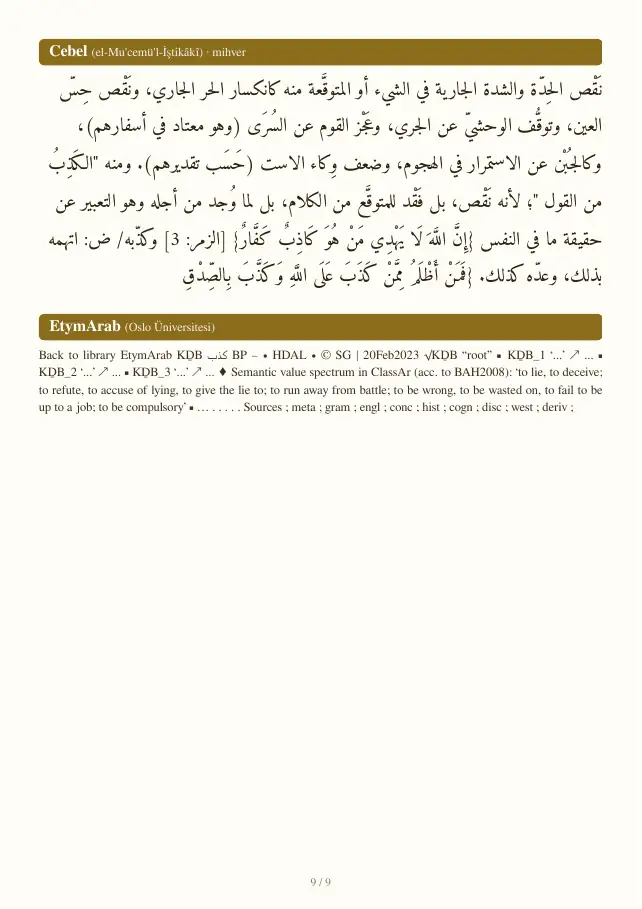 Cebel (el-Mu'cemü'l-İştikâkî) · mihver
نَقْص الحِدّة والشدة الجارية في الشيء أو المتوقَّعة منه كانكسار الحر الجاري، ونَقْص حِسّ
العين، وتوقُّف الوحشيّ عن الجري، وعَجْز القوم عن السُرَى (وهو معتاد في أسفارهم)،
وكالجُبْن عن الاستمرار في الهجوم، وضعف وِكاء الاست (حَسَب تقديرهم). ومنه "الكَذِبُ
من القول "؛ لأنه نَقْص، بل فَقْد للمتوقَّع من الكلام، بل لما وُجد من أجله وهو التعبير عن
حقيقة ما في النفس {إِنَّ اللَّهَ لَا يَهْدِي مَنْ هُوَ كَاذِبٌ كَفَّارٌ} [الزمر: 3] وكذّبه/ ض: اتهمه
بذلك، وعدّه كذلك. {فَمَنْ أَظْلَمُ مِمَّنْ كَذَبَ عَلَى اللَّهِ وَكَذَّبَ بِالصِّدْقِ
EtymArab (Oslo Üniversitesi)
Back to library EtymArab KḎB كذب BP – • HDAL • © SG | 20Feb2023 √KḎB “root” ▪ KḎB_1 ‘...’ ↗ ... ▪
KḎB_2 ‘...’ ↗ ... ▪ KḎB_3 ‘...’ ↗ ... ♦ Semantic value spectrum in ClassAr (acc. to BAH2008): ‘to lie, to deceive;
to refute, to accuse of lying, to give the lie to; to run away from battle; to be wrong, to be wasted on, to fail to be
up to a job; to be compulsory’ ▪ … . . . . . Sources ; meta ; gram ; engl ; conc ; hist ; cogn ; disc ; west ; deriv ;
9 / 9